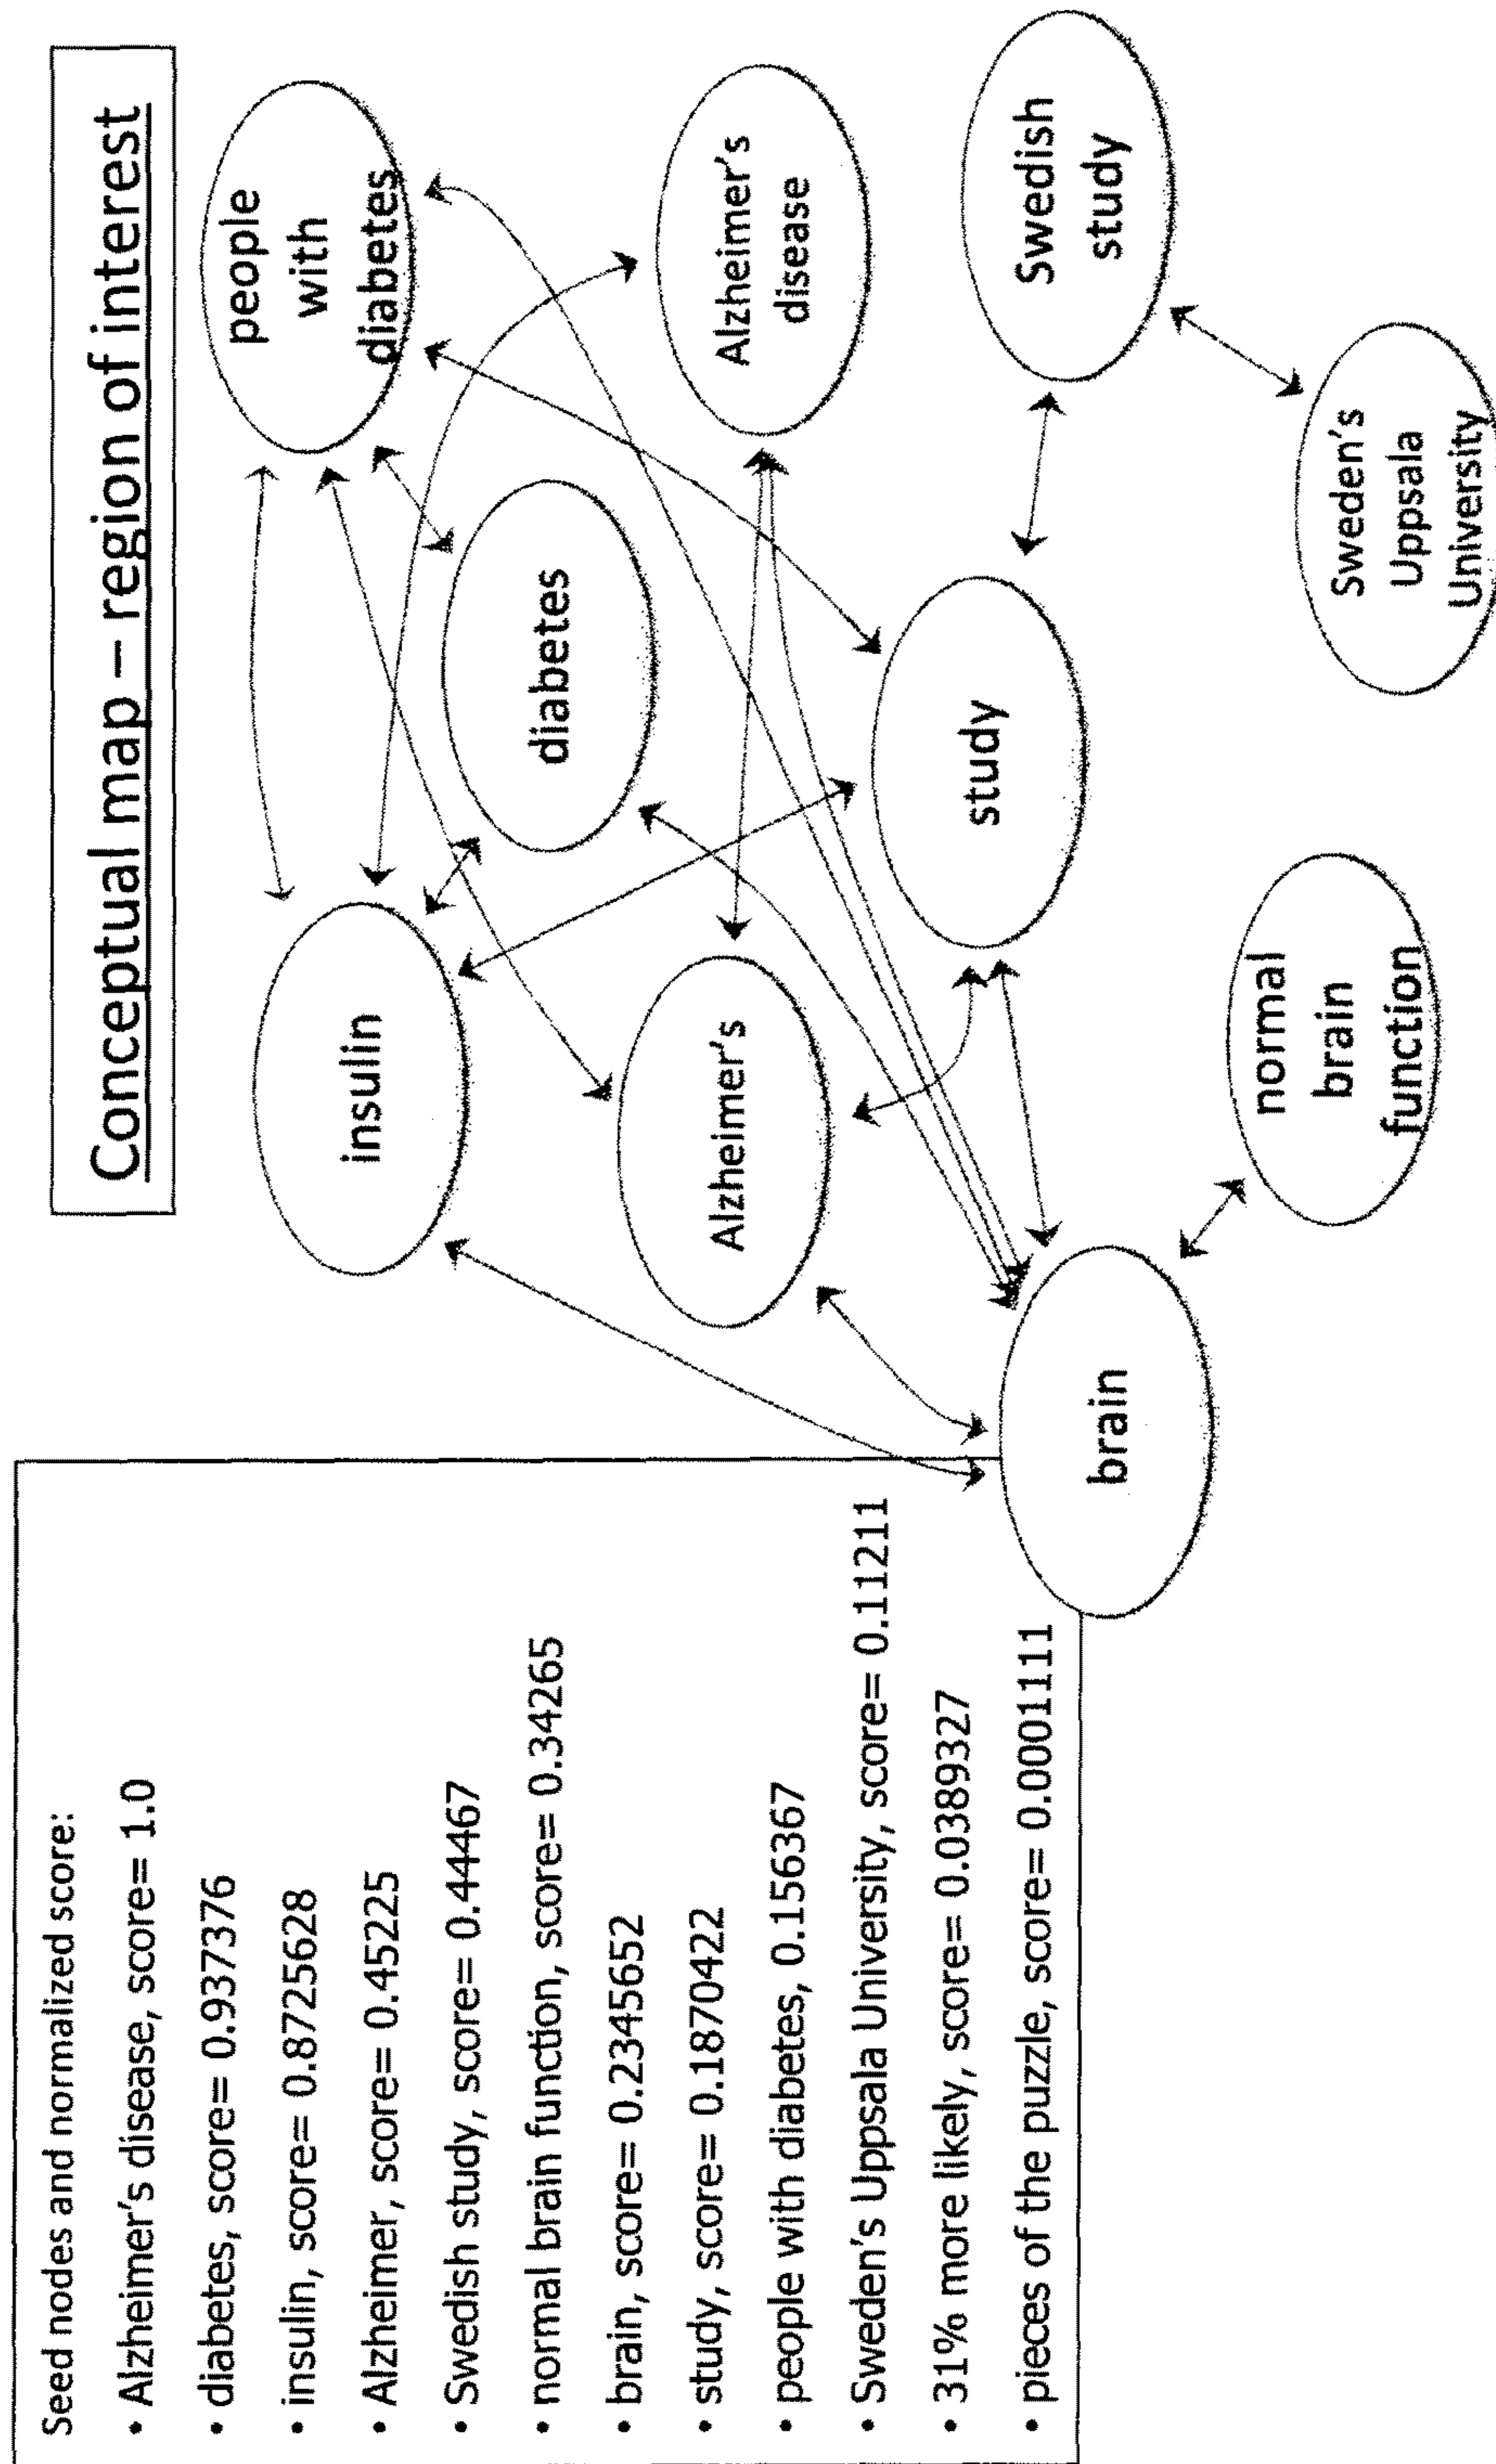 Conceptual map – region of interest
Seed nodes and normalized score:
• Alzheimer's disease, score= 1.0
• diabetes, score= 0.937376
• insulin, score= 0.8725628
• Alzheimer, score= 0.45225
• Swedish study, score= 0.44467
• normal brain function, score= 0.34265
• brain, score= 0.2345652
• study, score= 0.1870422
• people with diabetes, 0.156367
• Sweden's Uppsala University, score= 0.11211
• 31% more likely, score= 0.0389327
• pieces of the puzzle, score= 0.0001111
people
with
diabetes
insulin
diabetes
Alzheimer's
Alzheimer's
disease
study
Swedish
study
brain
normal
brain
function
Sweden's
Uppsala
University